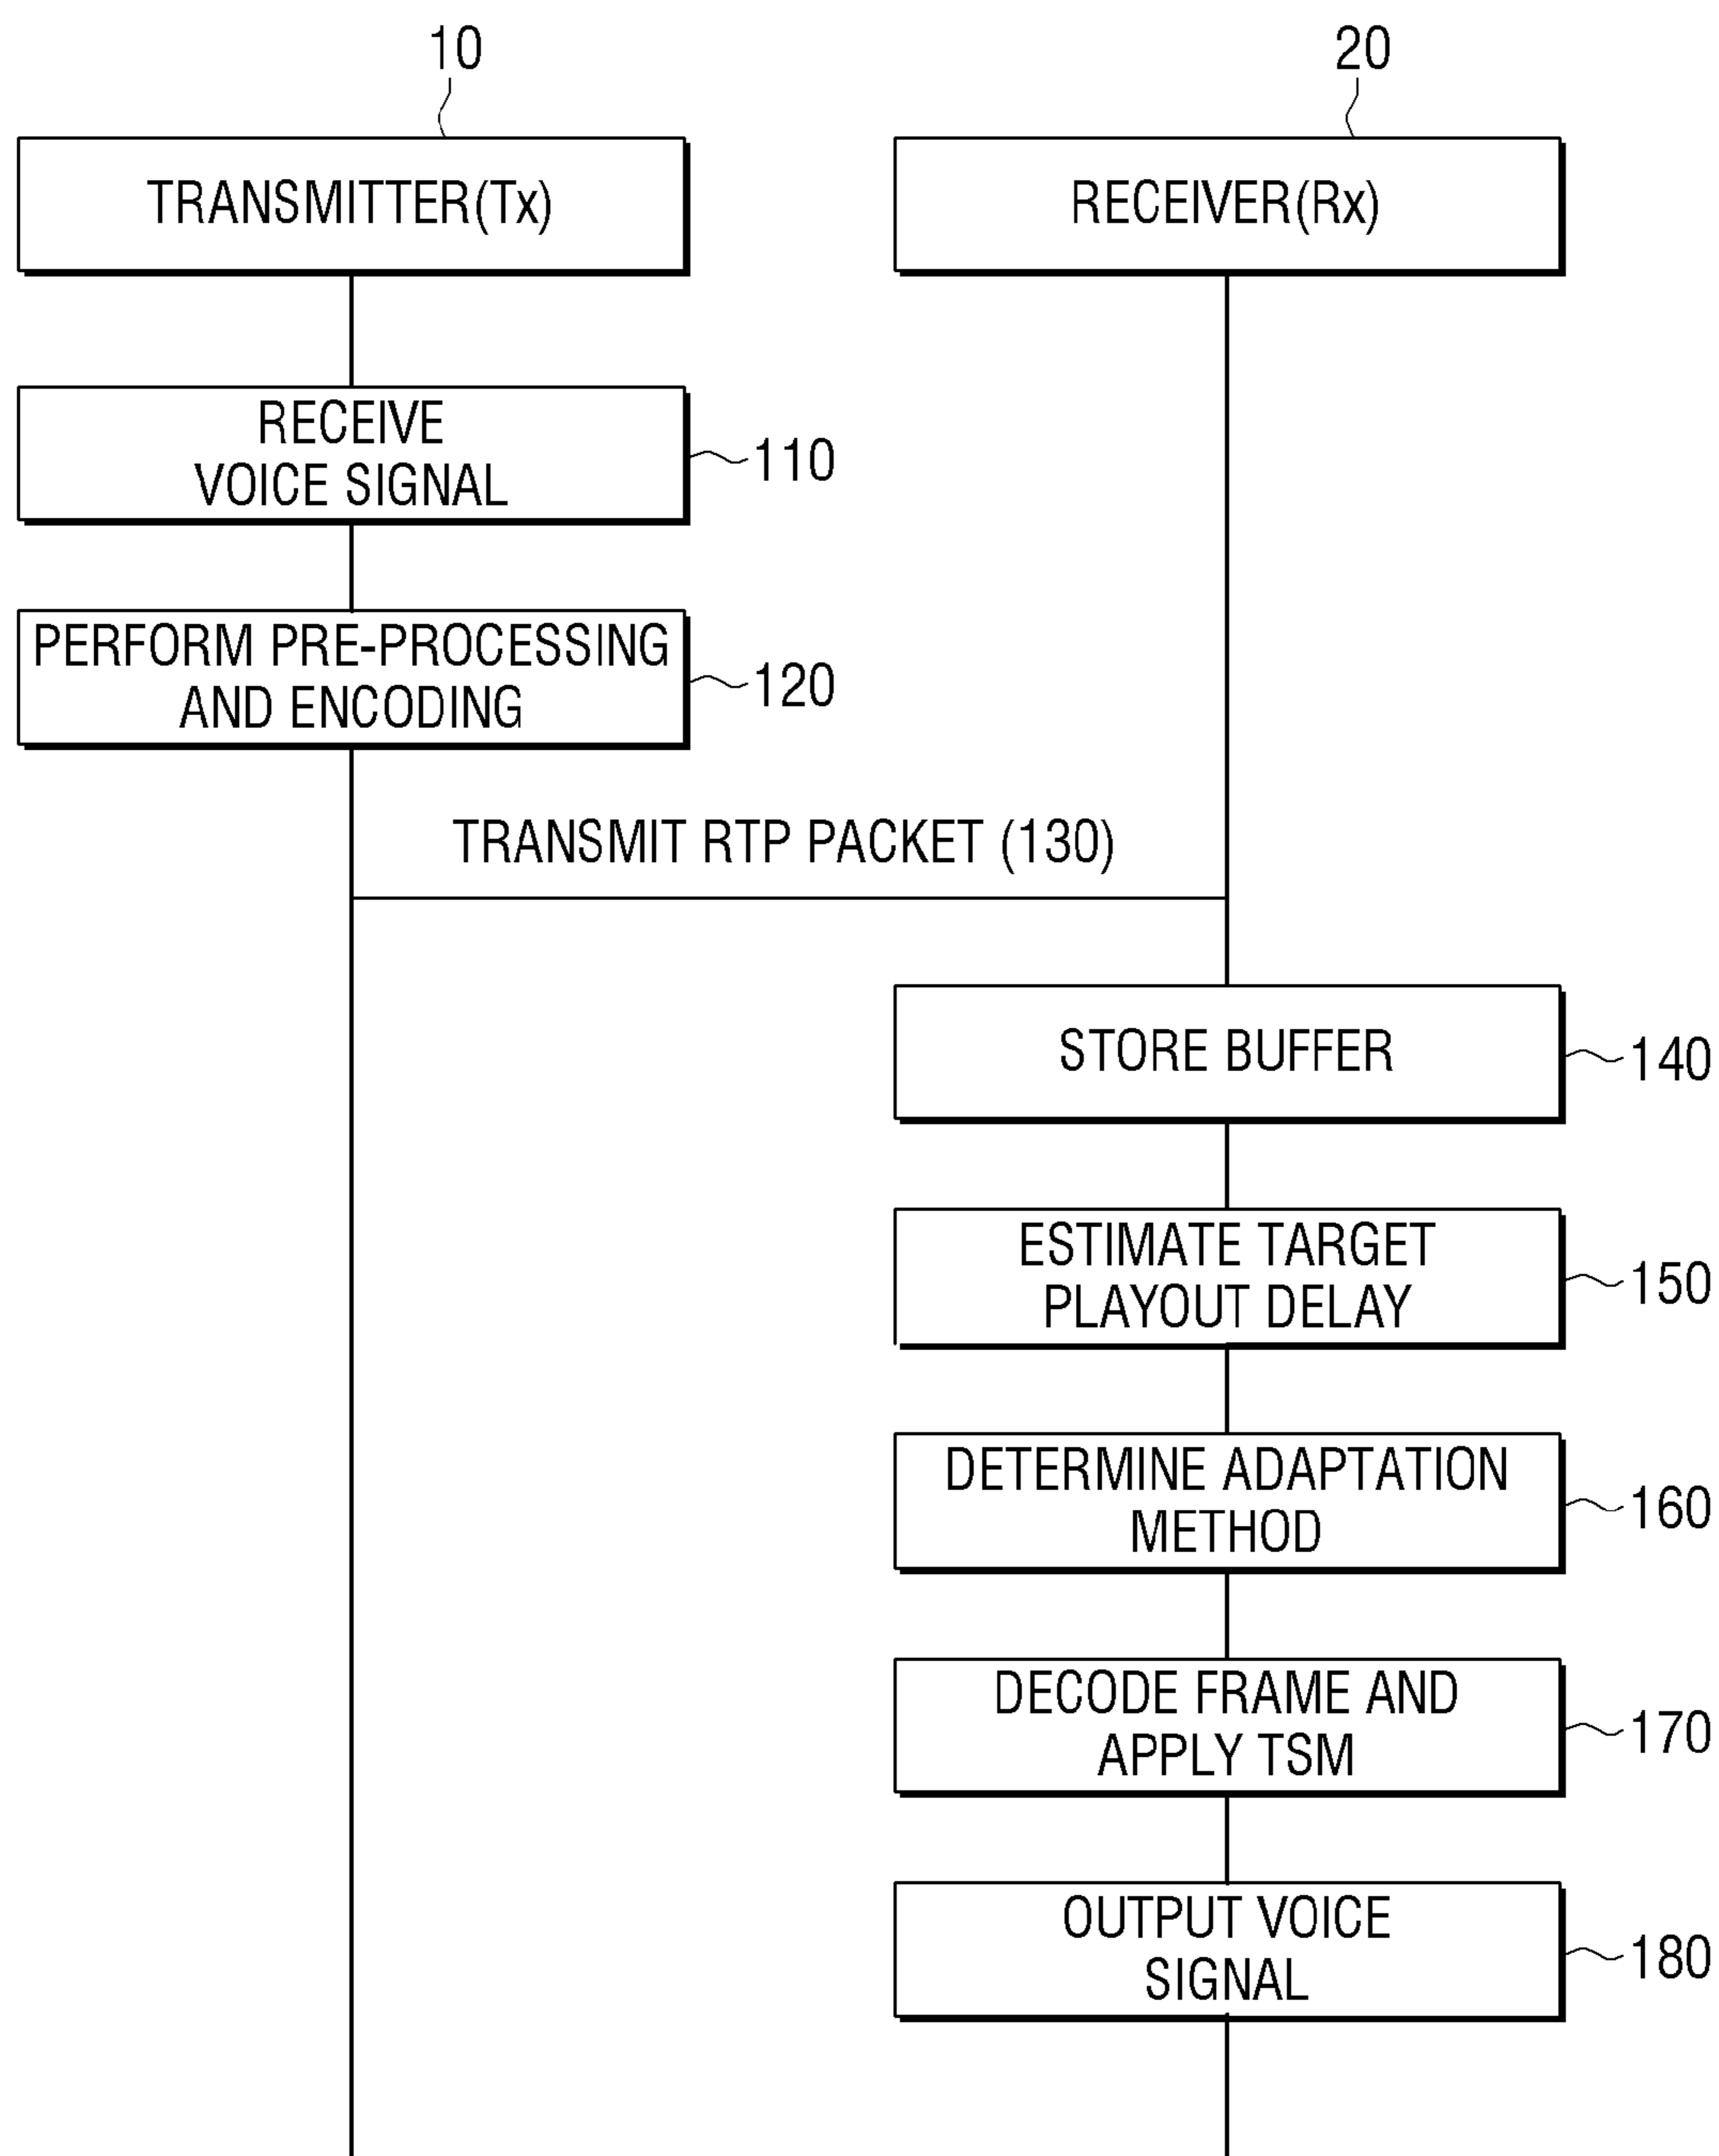 10
20
TRANSMITTER(Tx)
RECEIVER(Rx)
RECEIVE
VOICE SIGNAL
110
PERFORM PRE-PROCESSING
AND ENCODING
120
TRANSMIT RTP PACKET (130)
STORE BUFFER
140
ESTIMATE TARGET
PLAYOUT DELAY
150
DETERMINE ADAPTATION
METHOD
160
DECODE FRAME AND
APPLY TSM
170
OUTPUT VOICE
SIGNAL
180